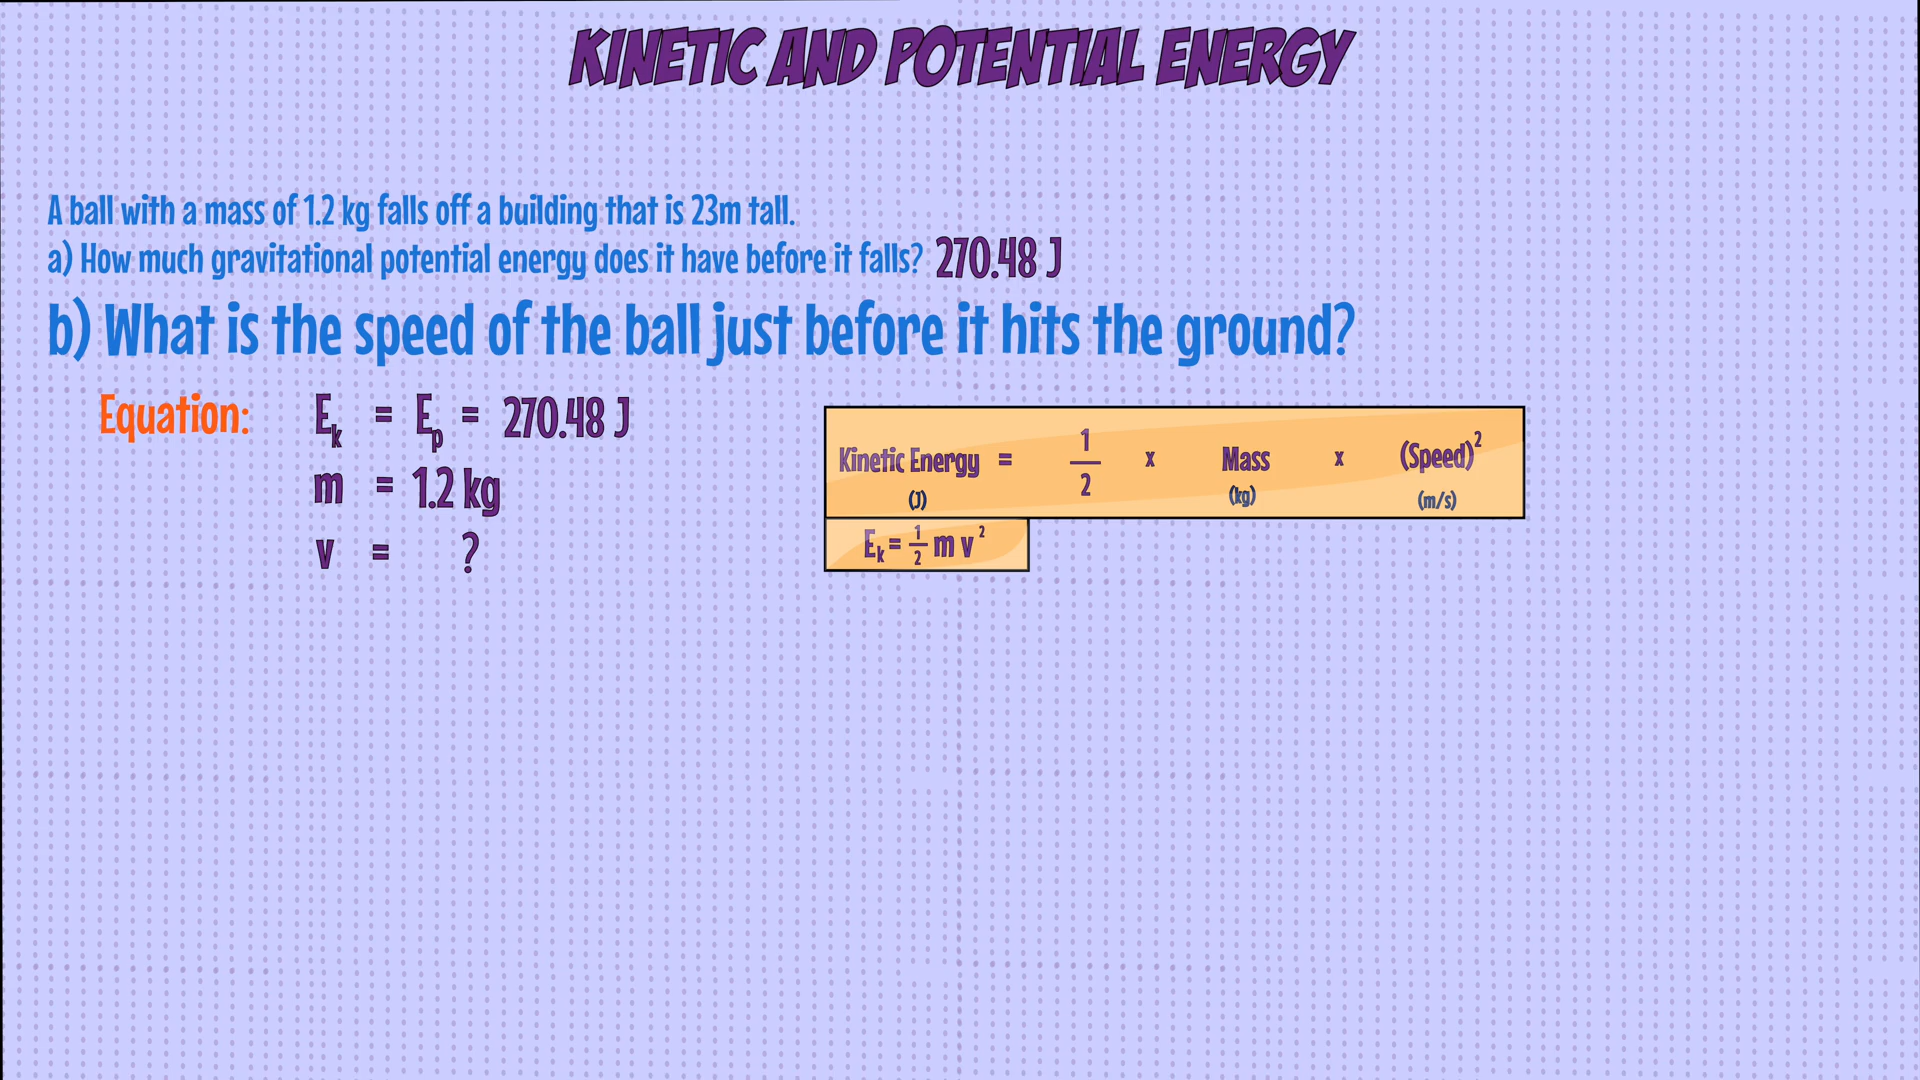 KINETIC AND POTENTIAL ENERGY
A ball with a mass of 1.2 kg falls off a building that is 23m tall.
a) How much gravitational potential energy does it have before it falls? 270.48 J
b) What is the speed of the ball just before it hits the ground?
Equation: E_k = E_p = 270.48 J
m = 1.2 kg
v = ?
Kinetic Energy = 1/2 x Mass x (Speed)²
(J) (kg) (m/s)
E_k = 1/2 m v²